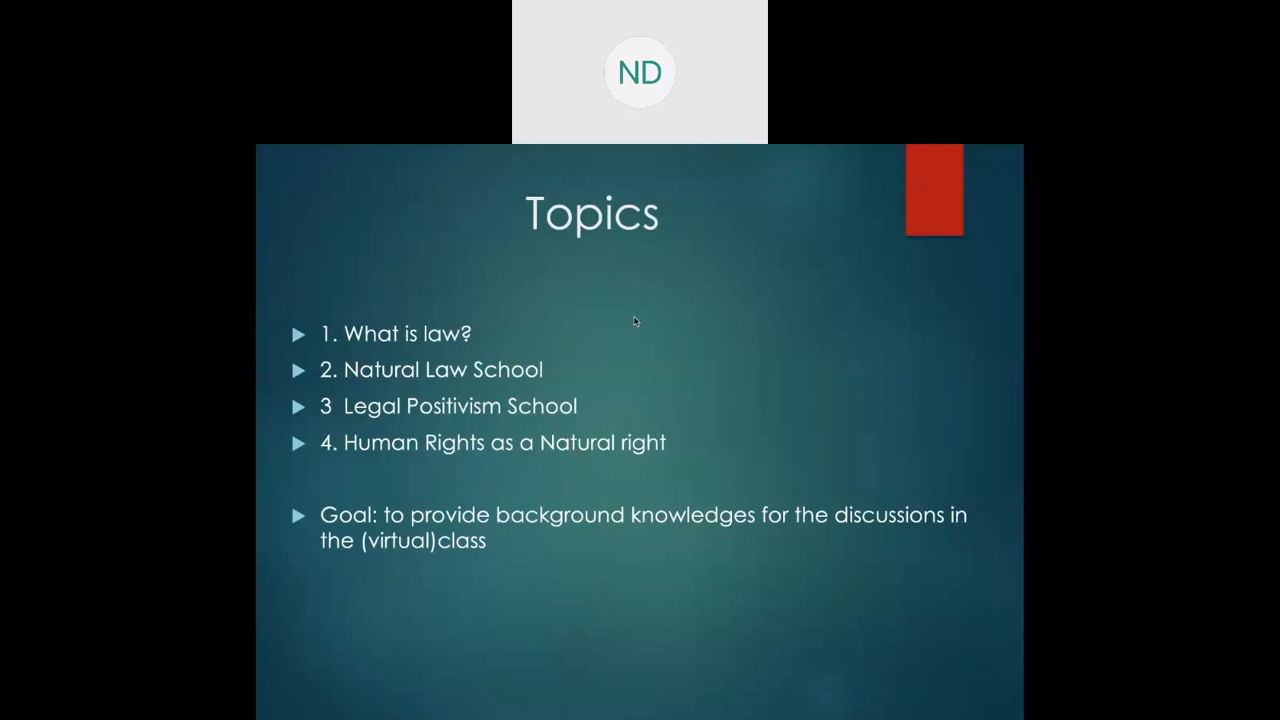 ND
Topics
1. What is law?
2. Natural Law School
3 Legal Positivism School
4. Human Rights as a Natural right
Goal: to provide background knowledges for the discussions in
the (virtual)class